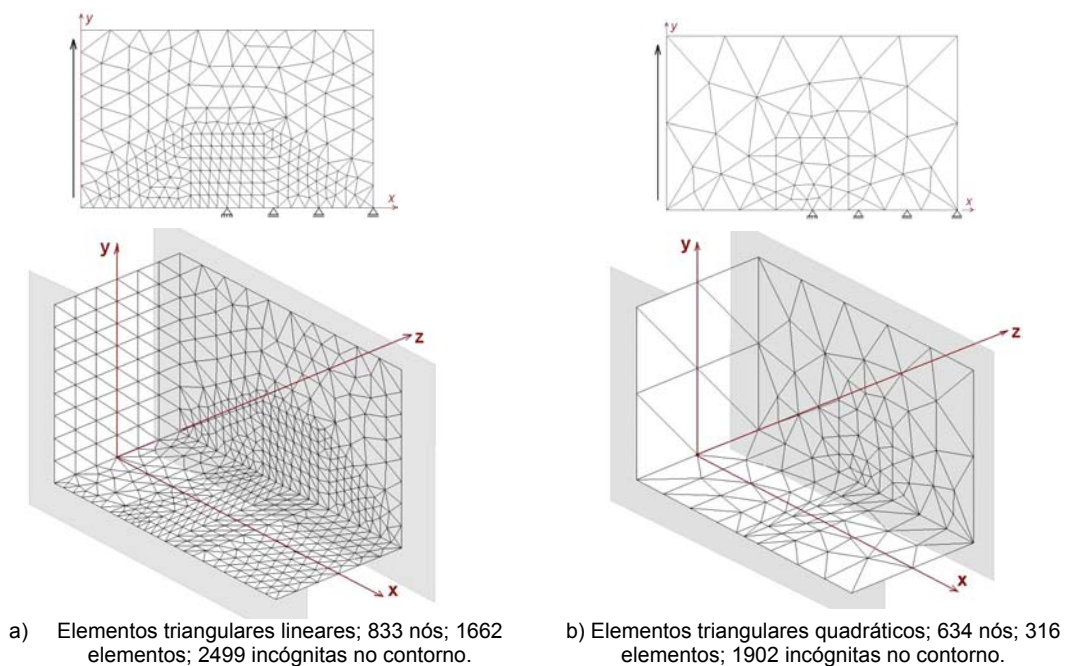 y
x
y
x
y
z
x
y
z
x
a) Elementos triangulares lineares; 833 nós; 1662
elementos; 2499 incógnitas no contorno.
b) Elementos triangulares quadráticos; 634 nós; 316
elementos; 1902 incógnitas no contorno.